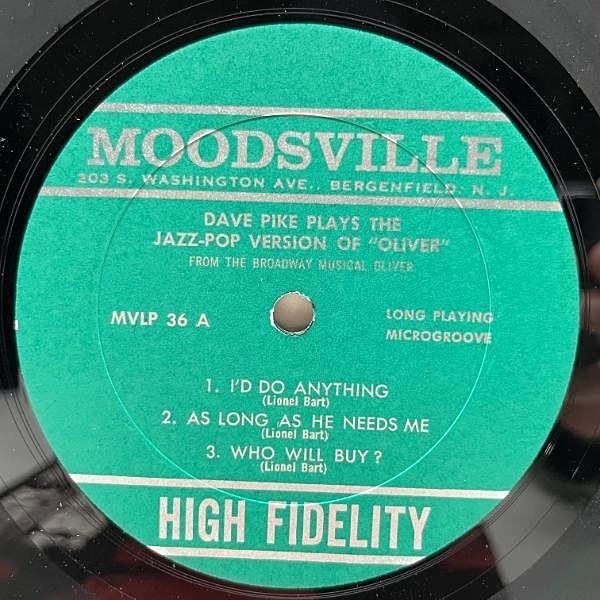 MOODSVILLE
203 S. WASHINGTON AVE., BERGENFIELD, N. J.
DAVE PIKE PLAYS THE
JAZZ-POP VERSION OF "OLIVER"
FROM THE BROADWAY MUSICAL OLIVER
MVLP 36 A
LONG PLAYING
MICROGROOVE
1. I'D DO ANYTHING
(Lionel Bart)
2. AS LONG AS HE NEEDS ME
(Lionel Bart)
3. WHO WILL BUY?
(Lionel Bart)
HIGH FIDELITY